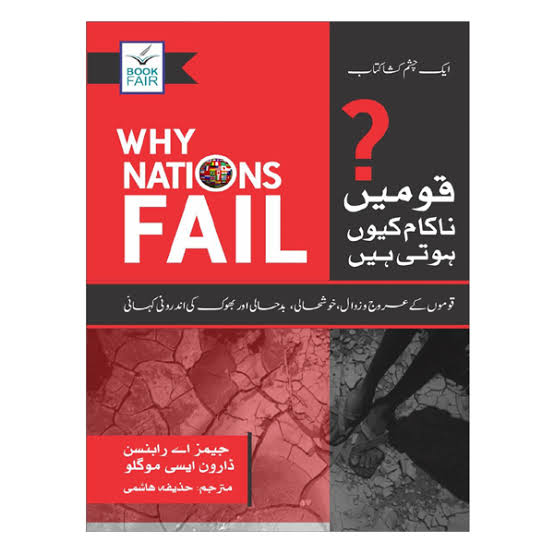 BOOK
FAIR
ایک چشم کشا کتاب
WHY
NATIONS
FAIL
?
قومیں
ناکام کیوں
ہوتی ہیں
قوموں کے عروج و زوال، خوشحالی، بدحالی اور بھوک کی اندرونی کہانی
جیمز اے رابنسن
ڈارون ایسی موگلو
مترجم: حذیفہ ہاشمی